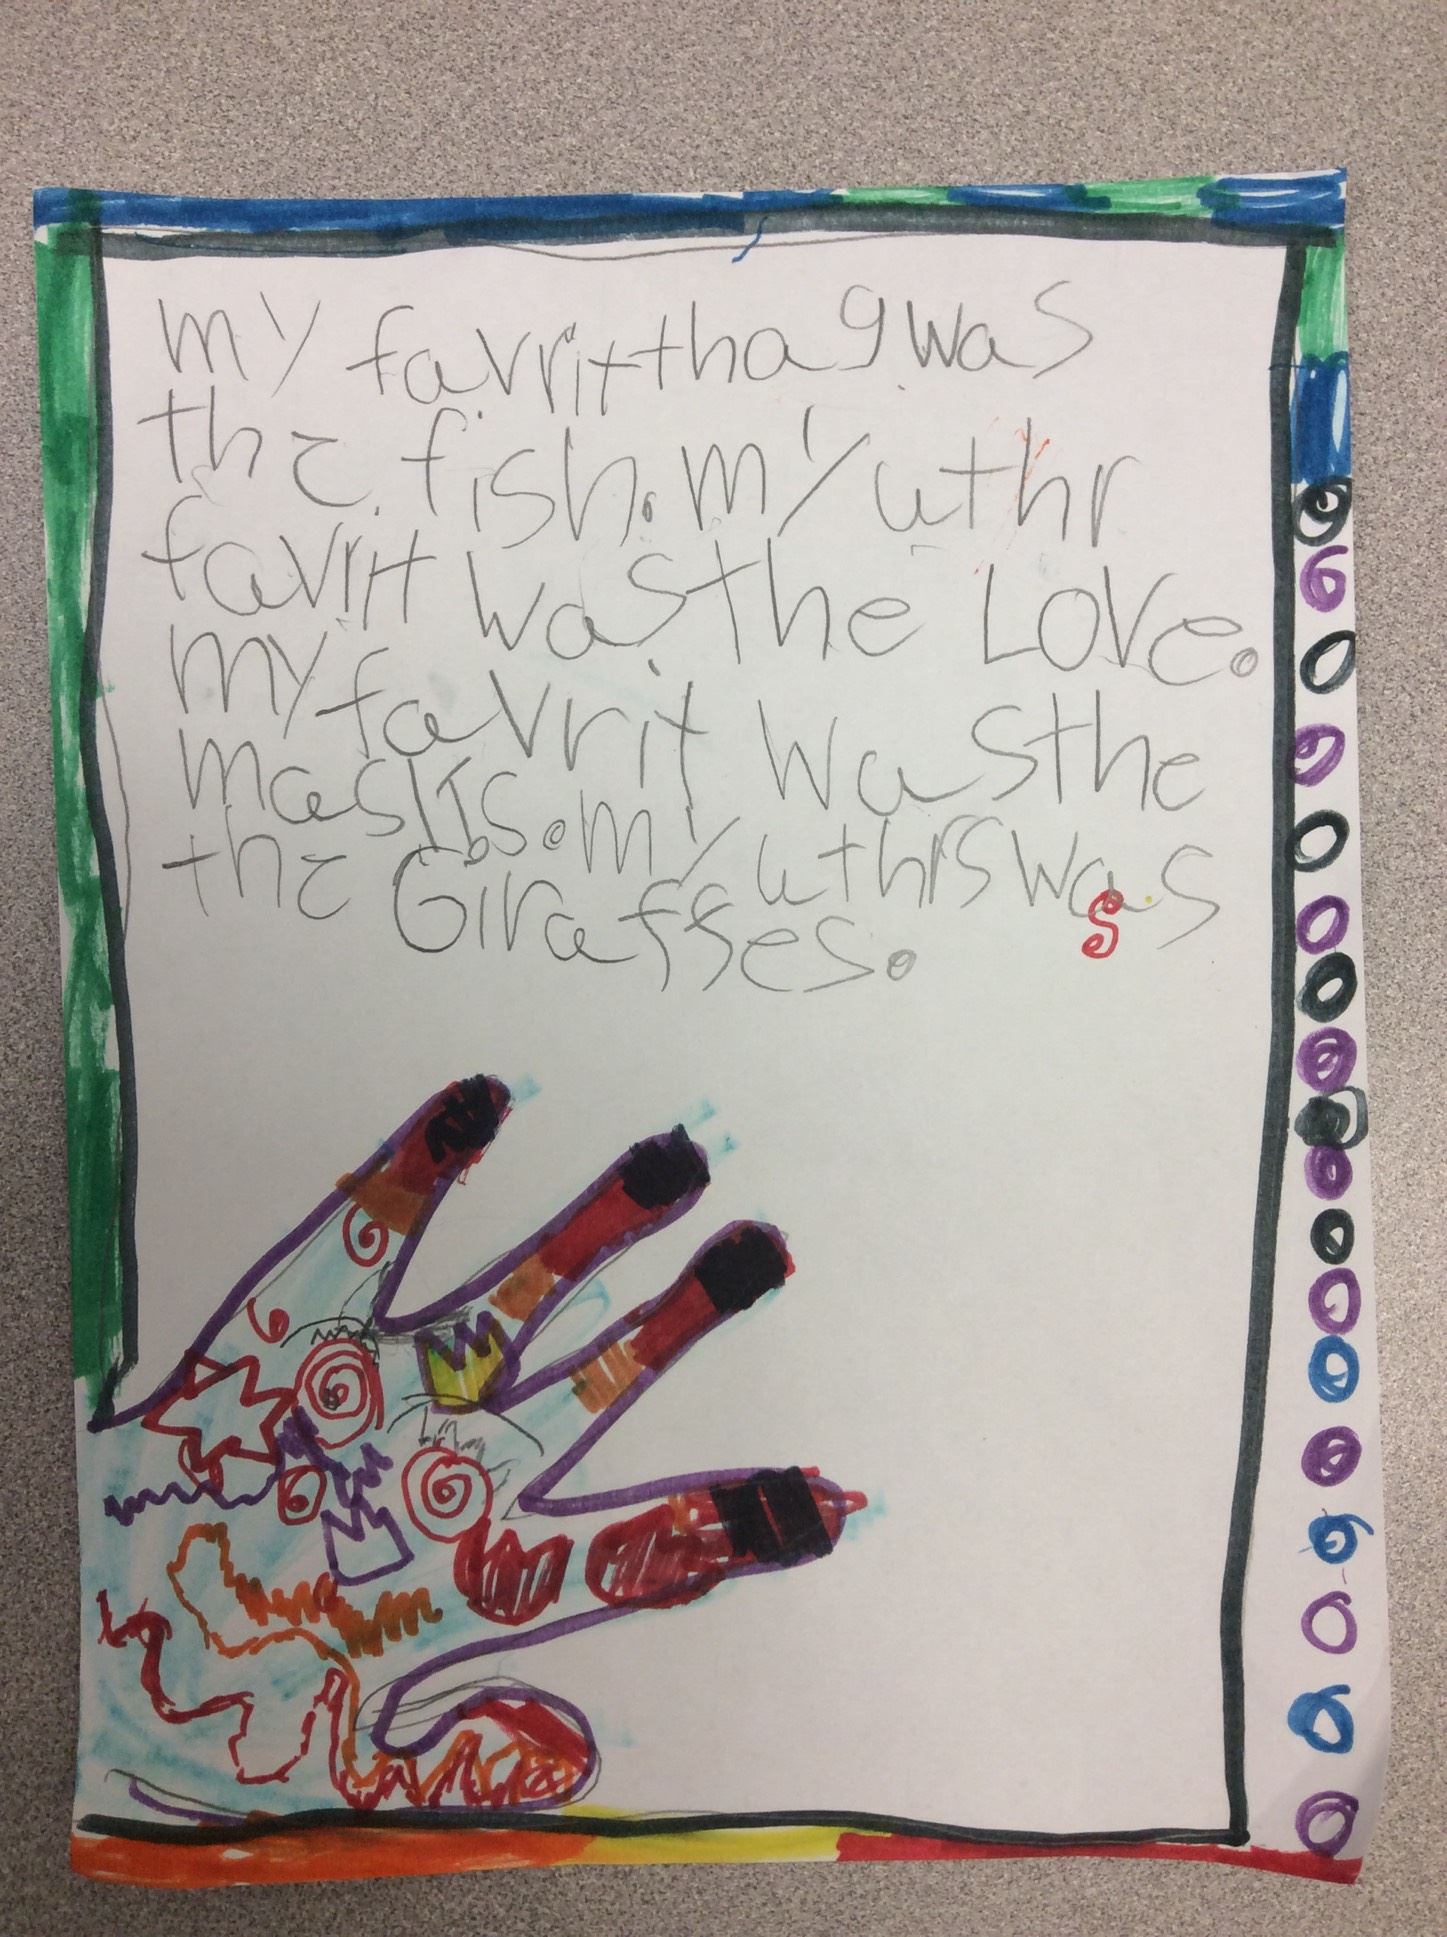 my favrit thag was
the fish. my uthr
favrit was the Love.
my favrit was the
masks. my uthrs was
the Giraffes.
s